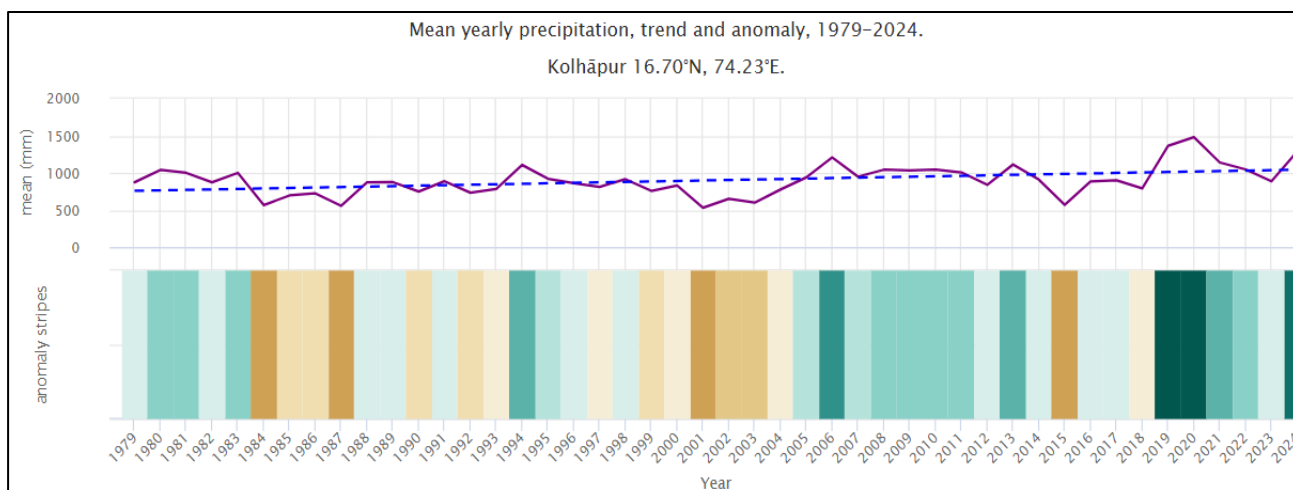 Mean yearly precipitation, trend and anomaly, 1979-2024.
Kolhāpur 16.70°N, 74.23°E.
mean (mm)
2000
1500
1000
500
0
anomaly stripes
1979 1980 1981 1982 1983 1984 1985 1986 1987 1988 1989 1990 1991 1992 1993 1994 1995 1996 1997 1998 1999 2000 2001 2002 2003 2004 2005 2006 2007 2008 2009 2010 2011 2012 2013 2014 2015 2016 2017 2018 2019 2020 2021 2022 2023 2024
Year